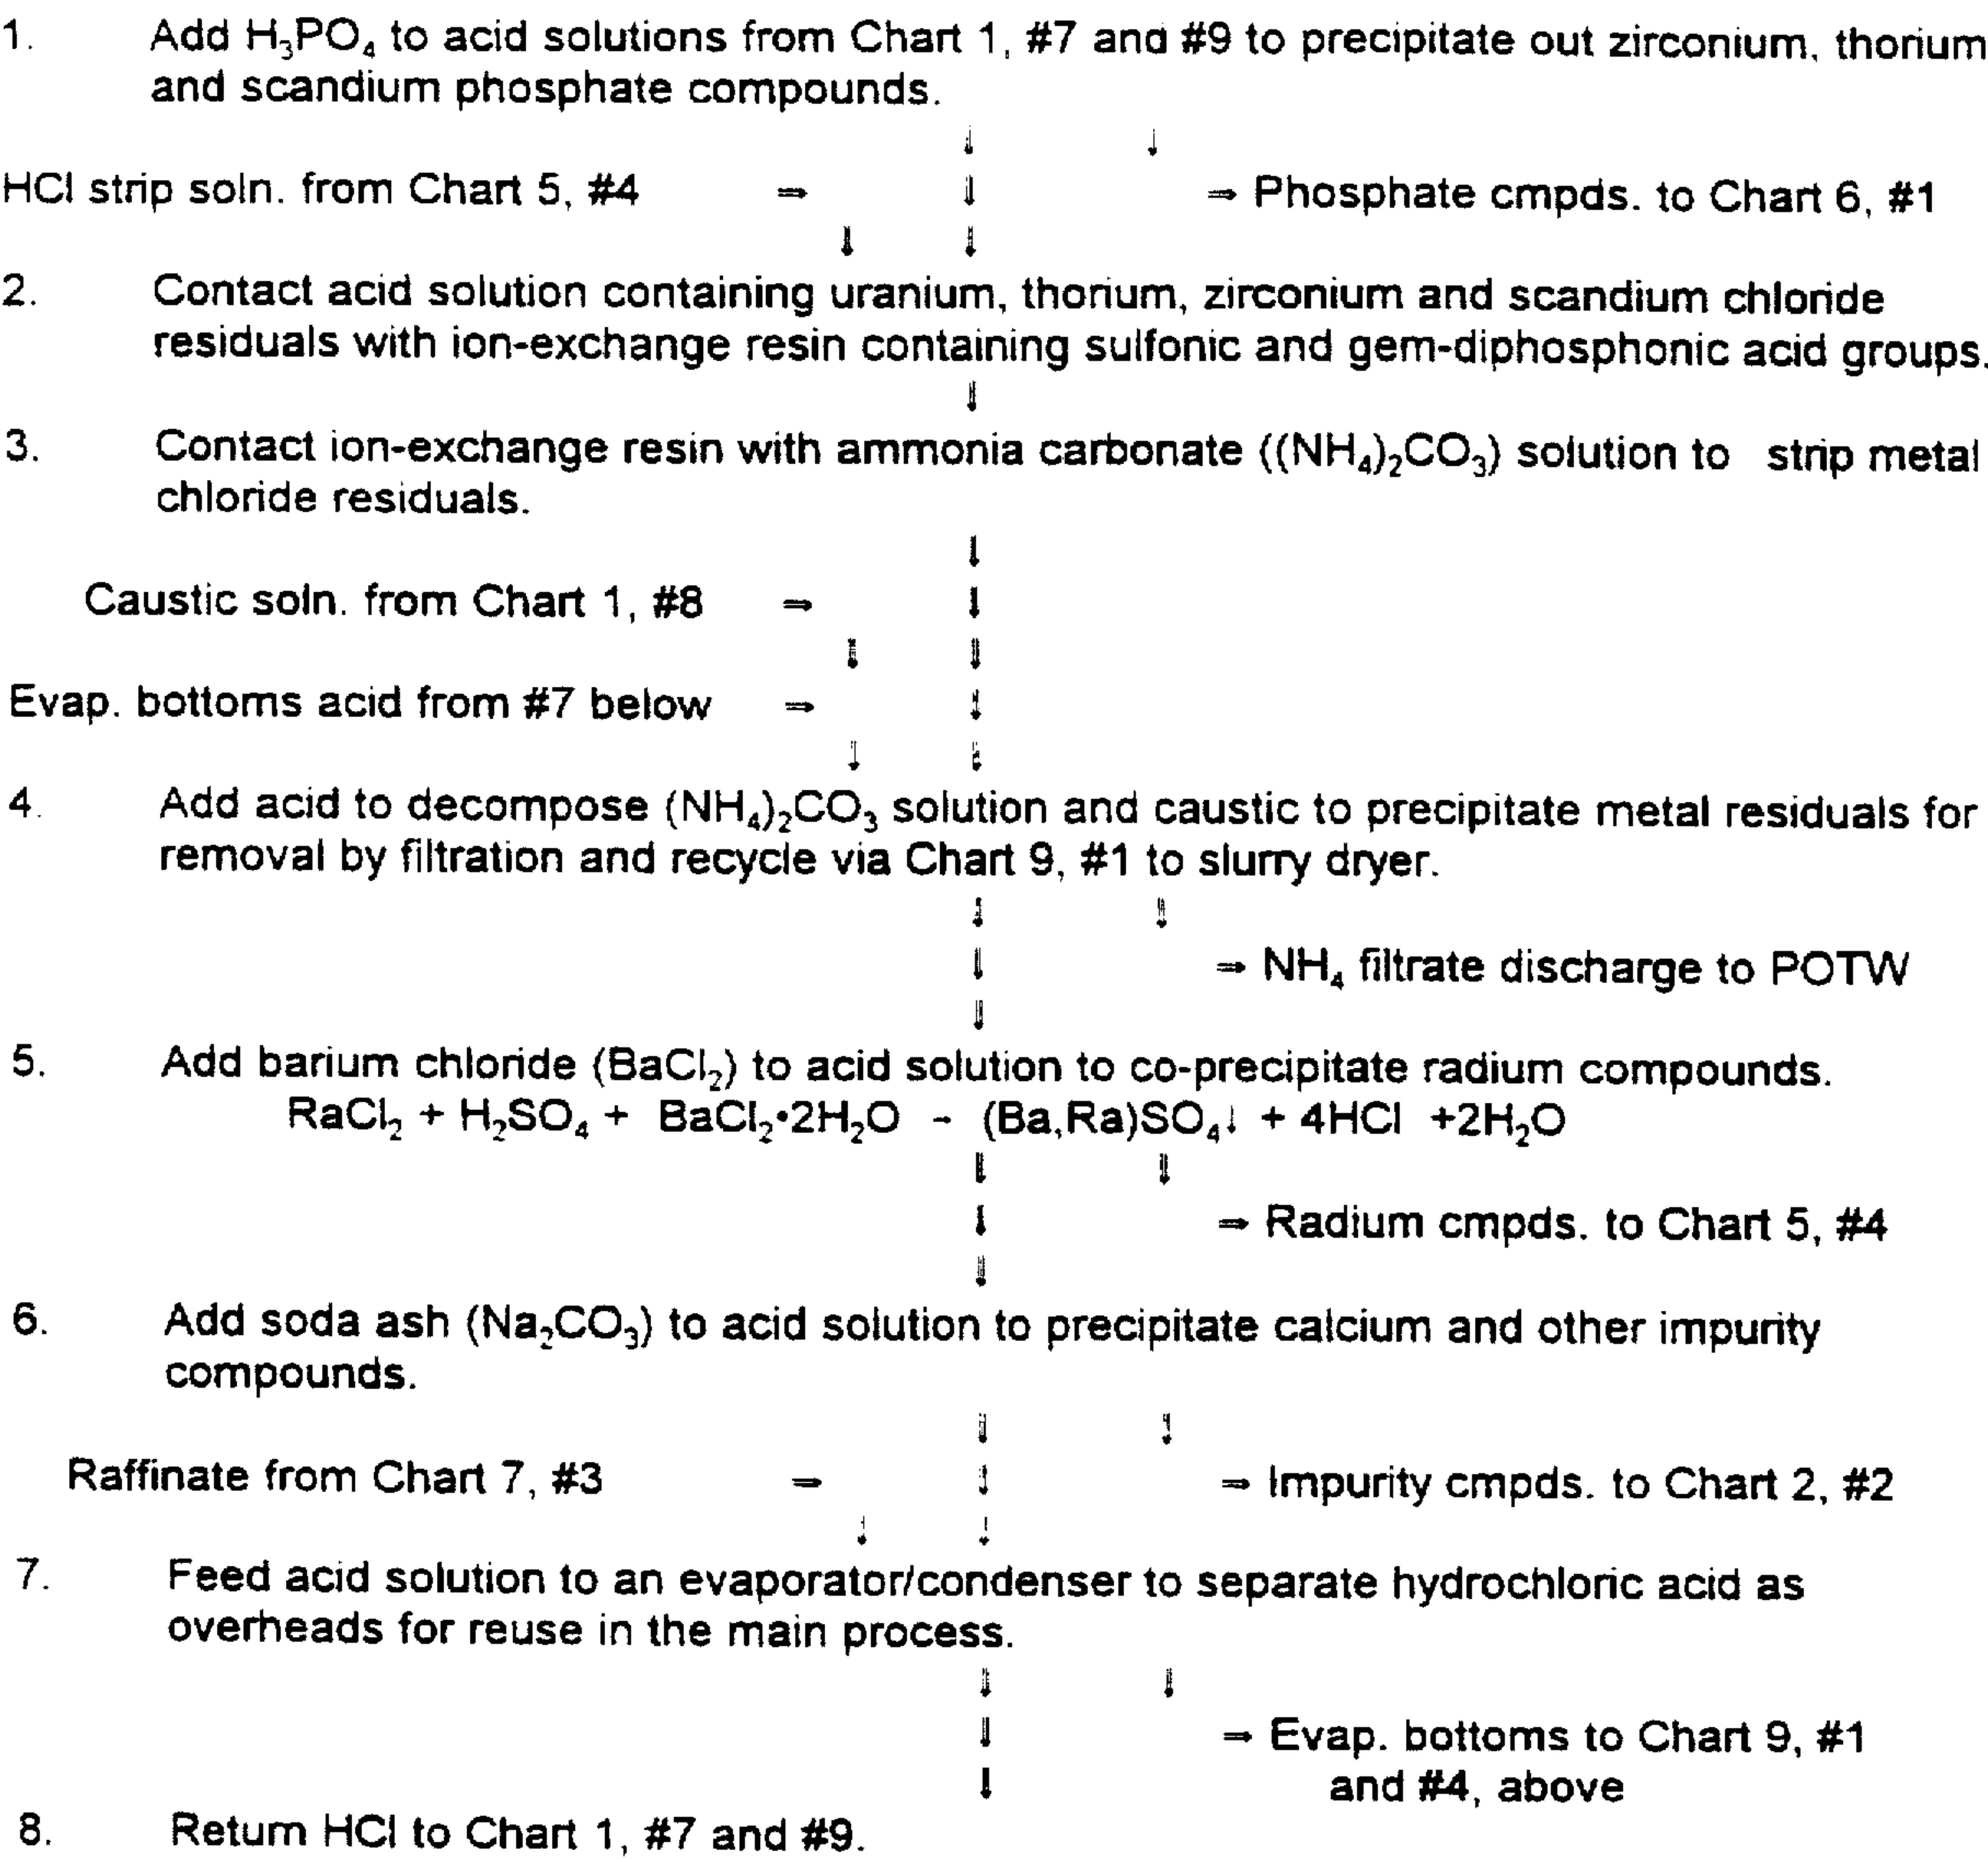 1. Add H₃PO₄ to acid solutions from Chart 1, #7 and #9 to precipitate out zirconium, thorium
and scandium phosphate compounds.
⇓ ⇓
HCl strip soln. from Chart 5, #4 ⇒ ⇓ ⇒ Phosphate cmpds. to Chart 6, #1
⇓ ⇓
2. Contact acid solution containing uranium, thorium, zirconium and scandium chloride
residuals with ion-exchange resin containing sulfonic and gem-diphosphonic acid groups.
⇓
3. Contact ion-exchange resin with ammonia carbonate ((NH₄)₂CO₃) solution to strip metal
chloride residuals.
⇓
Caustic soln. from Chart 1, #8 ⇒ ⇓
⇓ ⇓
Evap. bottoms acid from #7 below ⇒ ⇓
⇓ ⇓
4. Add acid to decompose (NH₄)₂CO₃ solution and caustic to precipitate metal residuals for
removal by filtration and recycle via Chart 9, #1 to slurry dryer.
⇓ ⇓
⇓ ⇒ NH₄ filtrate discharge to POTW
⇓
5. Add barium chloride (BaCl₂) to acid solution to co-precipitate radium compounds.
RaCl₂ + H₂SO₄ + BaCl₂•2H₂O - (Ba,Ra)SO₄↓ + 4HCl +2H₂O
⇓ ⇓
⇓ ⇒ Radium cmpds. to Chart 5, #4
⇓
6. Add soda ash (Na₂CO₃) to acid solution to precipitate calcium and other impurity
compounds.
⇓ ⇓
Raffinate from Chart 7, #3 ⇒ ⇓ ⇒ Impurity cmpds. to Chart 2, #2
⇓ ⇓
7. Feed acid solution to an evaporator/condenser to separate hydrochloric acid as
overheads for reuse in the main process.
⇓ ⇓
⇓ ⇒ Evap. bottoms to Chart 9, #1
⇓ and #4, above
8. Return HCl to Chart 1, #7 and #9.